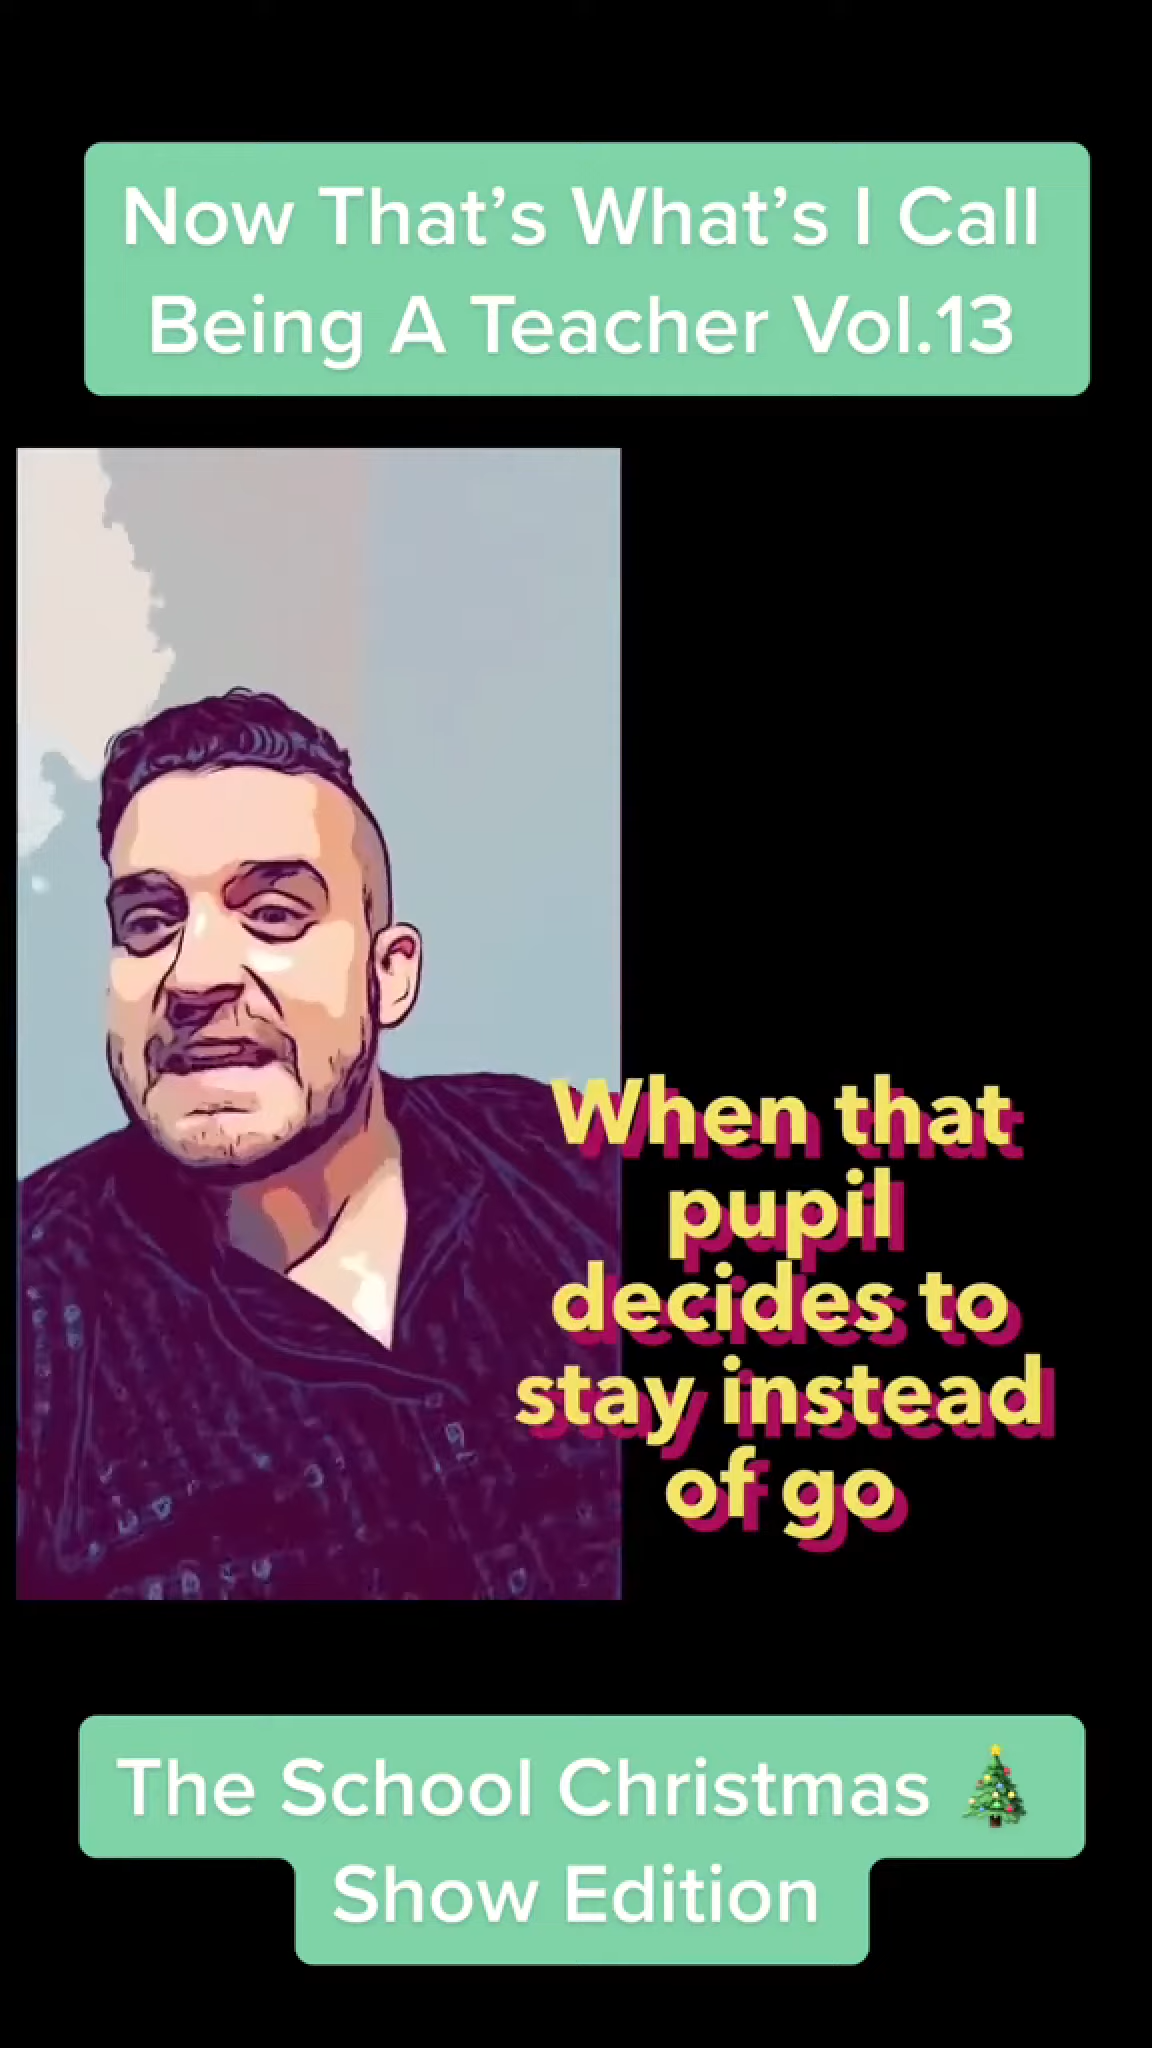 Now That’s What’s I Call
Being A Teacher Vol.13
When that
pupil
decides to
stay instead
of go
The School Christmas 🎄
Show Edition